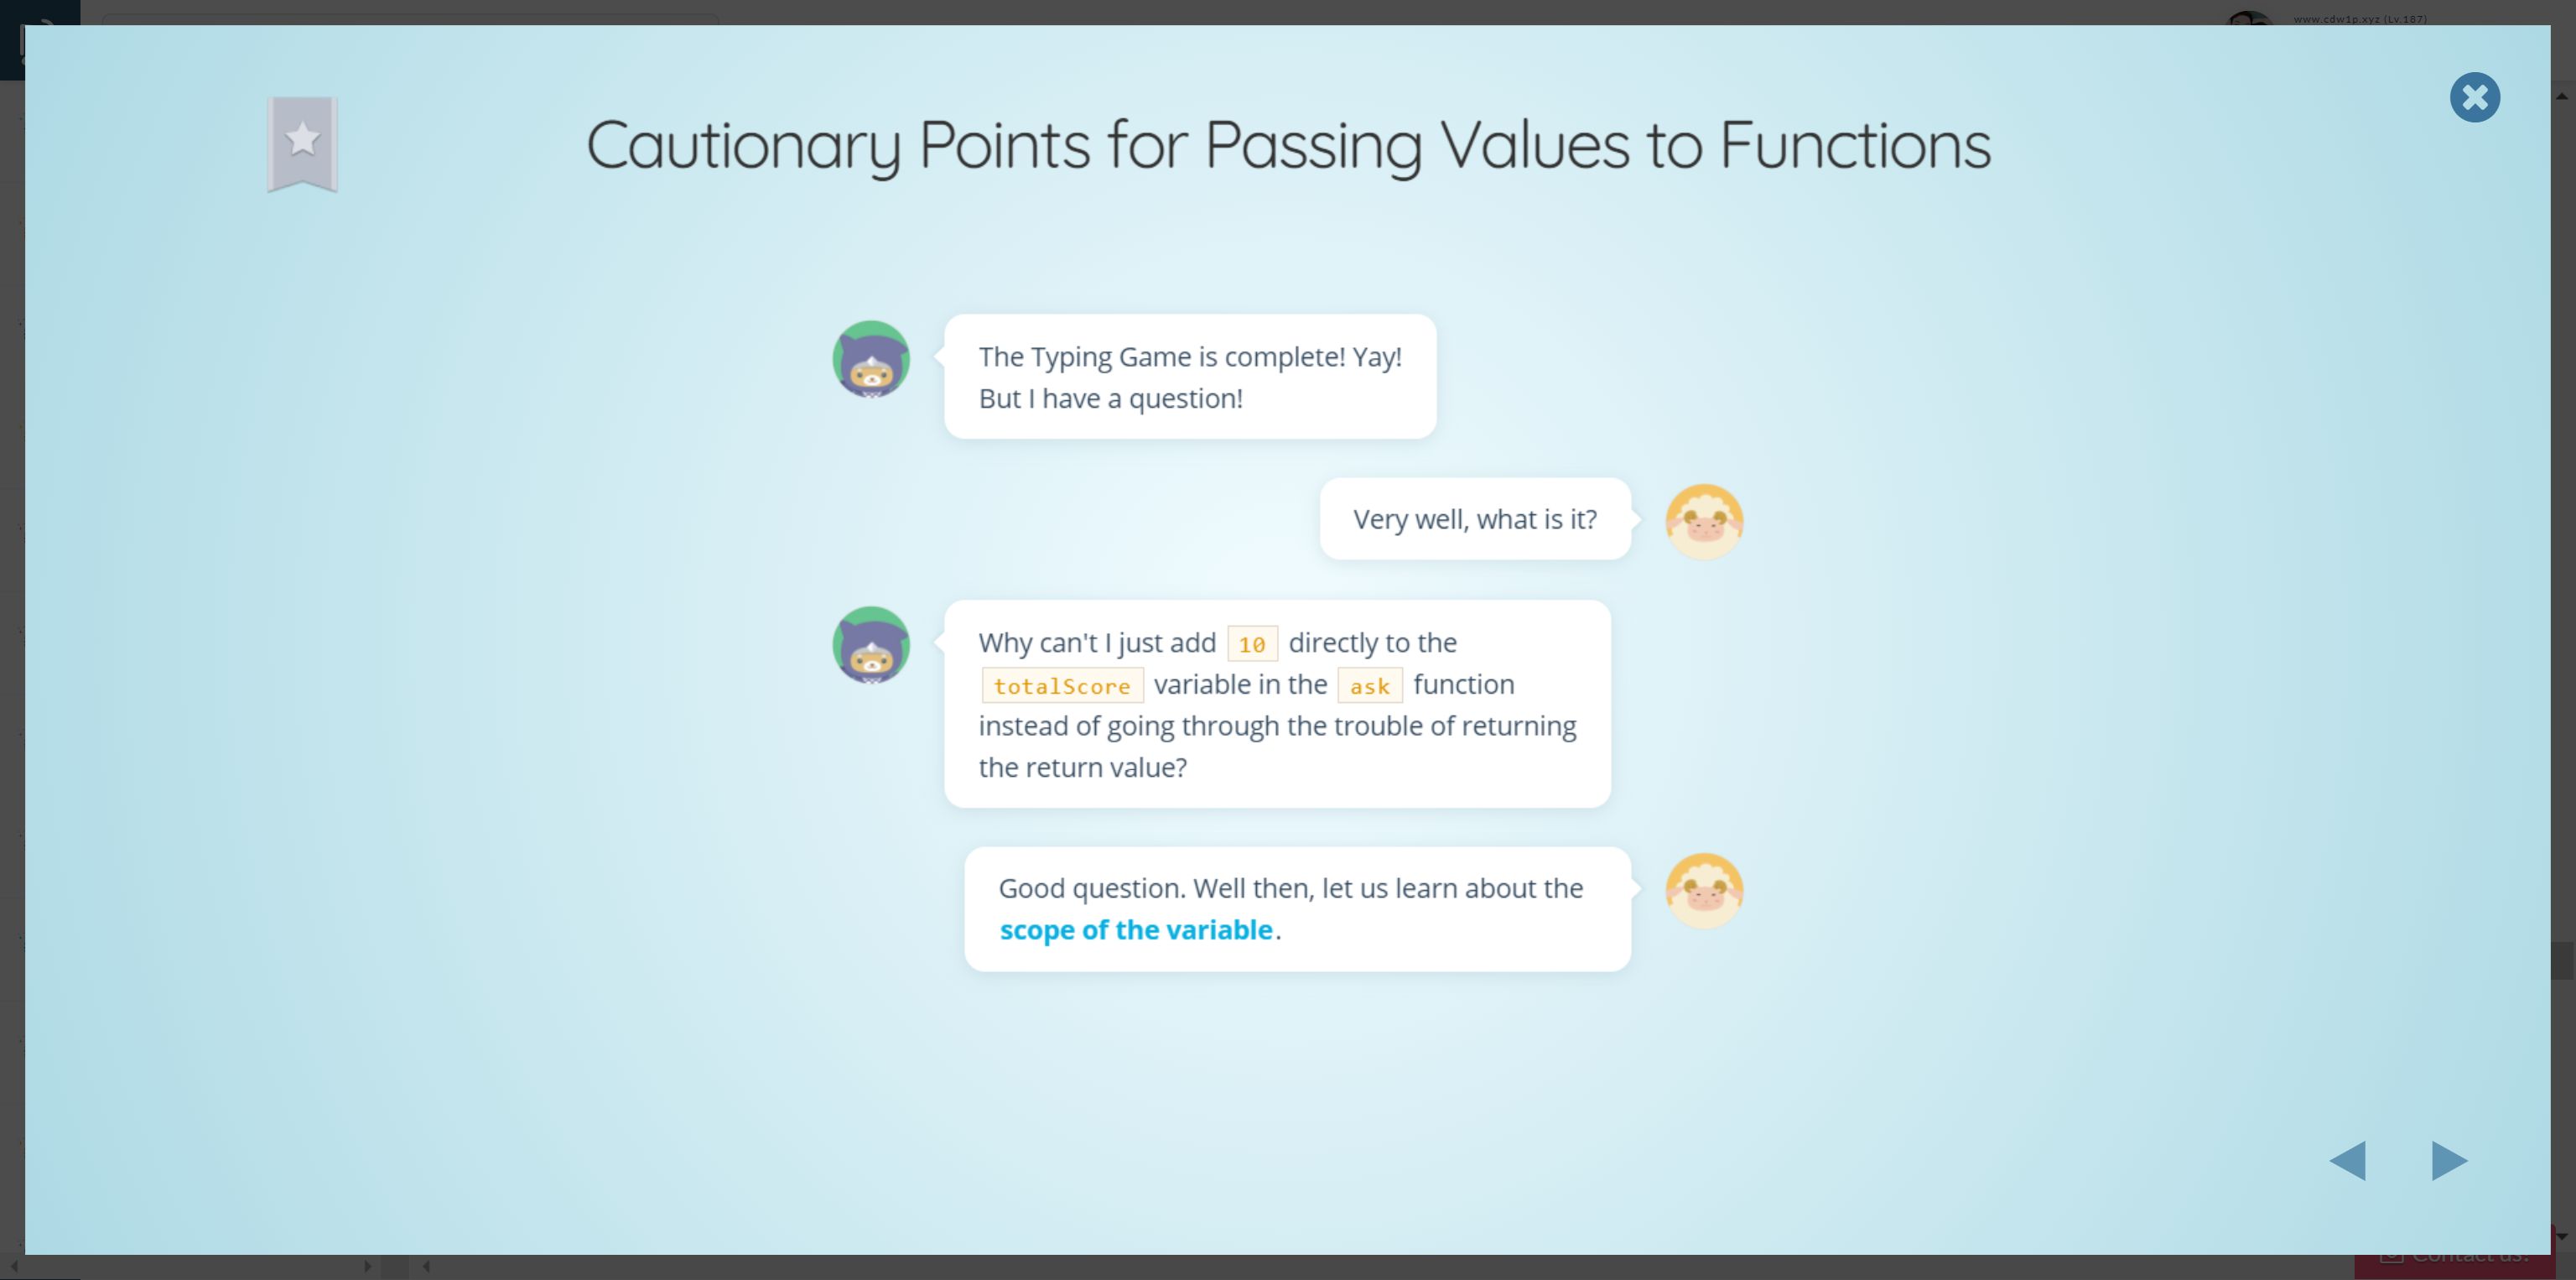 www.cdw1p.xyz (Lv.187)
Cautionary Points for Passing Values to Functions
The Typing Game is complete! Yay!
But I have a question!
Very well, what is it?
Why can't I just add 10 directly to the
totalScore variable in the ask function
instead of going through the trouble of returning
the return value?
Good question. Well then, let us learn about the
scope of the variable.
Contact us!